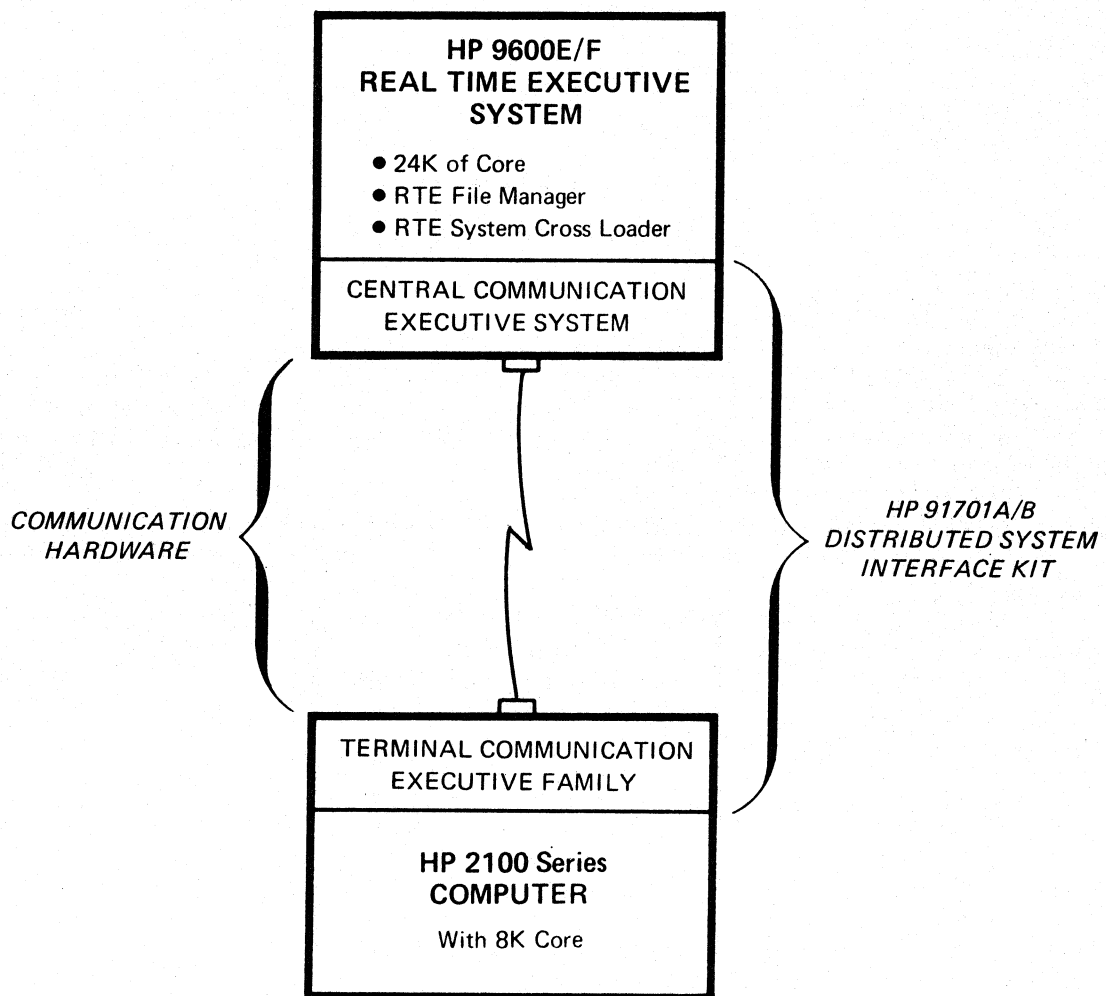 HP 9600E/F
REAL TIME EXECUTIVE
SYSTEM
● 24K of Core
● RTE File Manager
● RTE System Cross Loader
CENTRAL COMMUNICATION
EXECUTIVE SYSTEM
COMMUNICATION
HARDWARE
HP 91701A/B
DISTRIBUTED SYSTEM
INTERFACE KIT
TERMINAL COMMUNICATION
EXECUTIVE FAMILY
HP 2100 Series
COMPUTER
With 8K Core